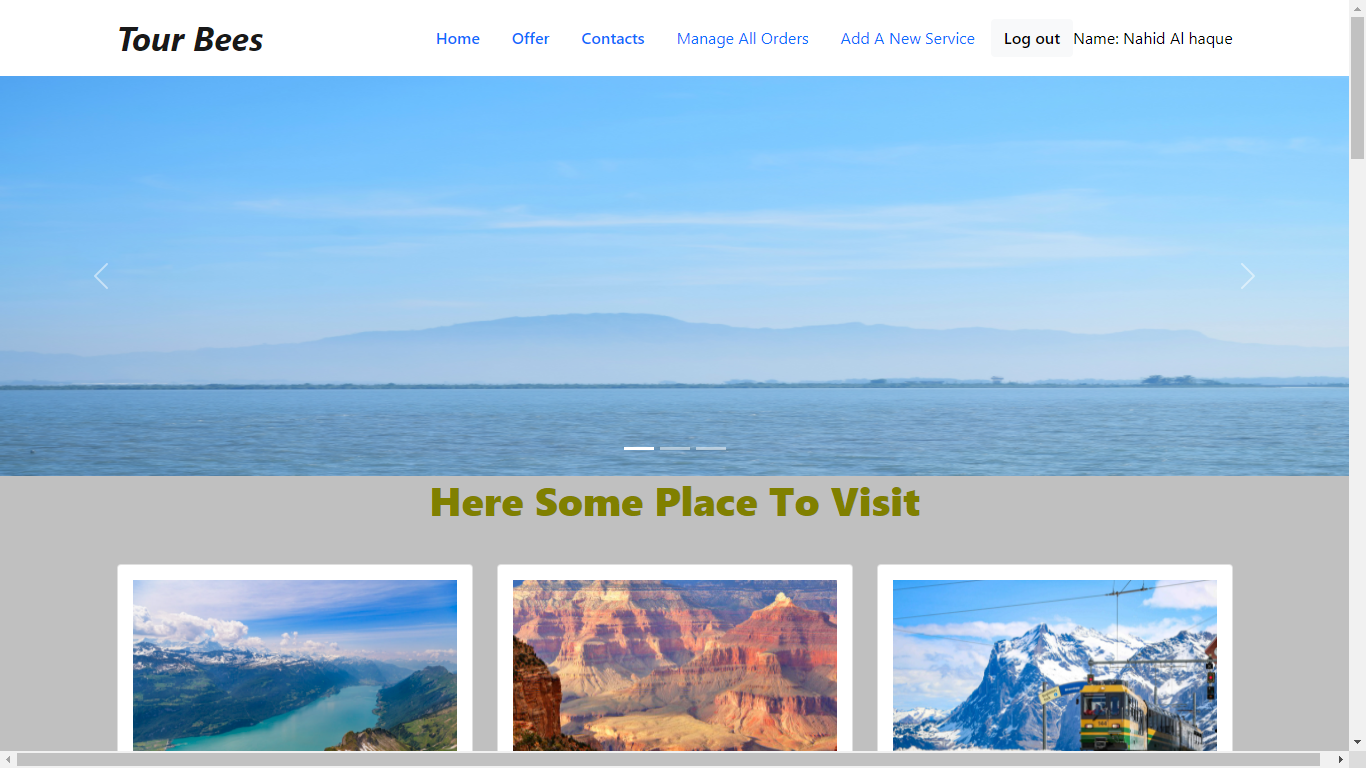 Tour Bees
Home Offer Contacts Manage All Orders Add A New Service Log out Name: Nahid Al haque
Here Some Place To Visit